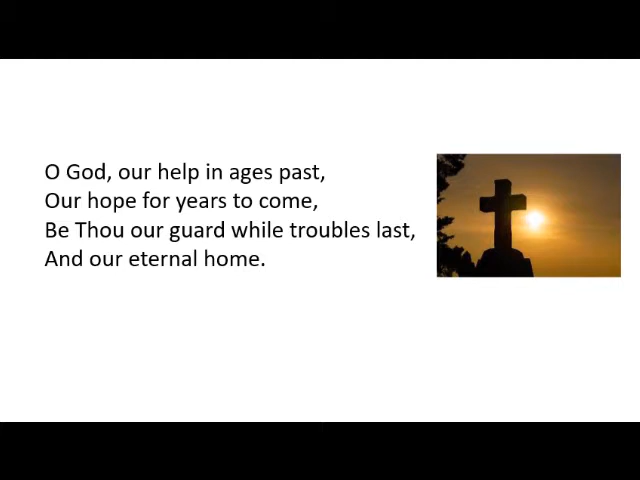 O God, our help in ages past,
Our hope for years to come,
Be Thou our guard while troubles last,
And our eternal home.